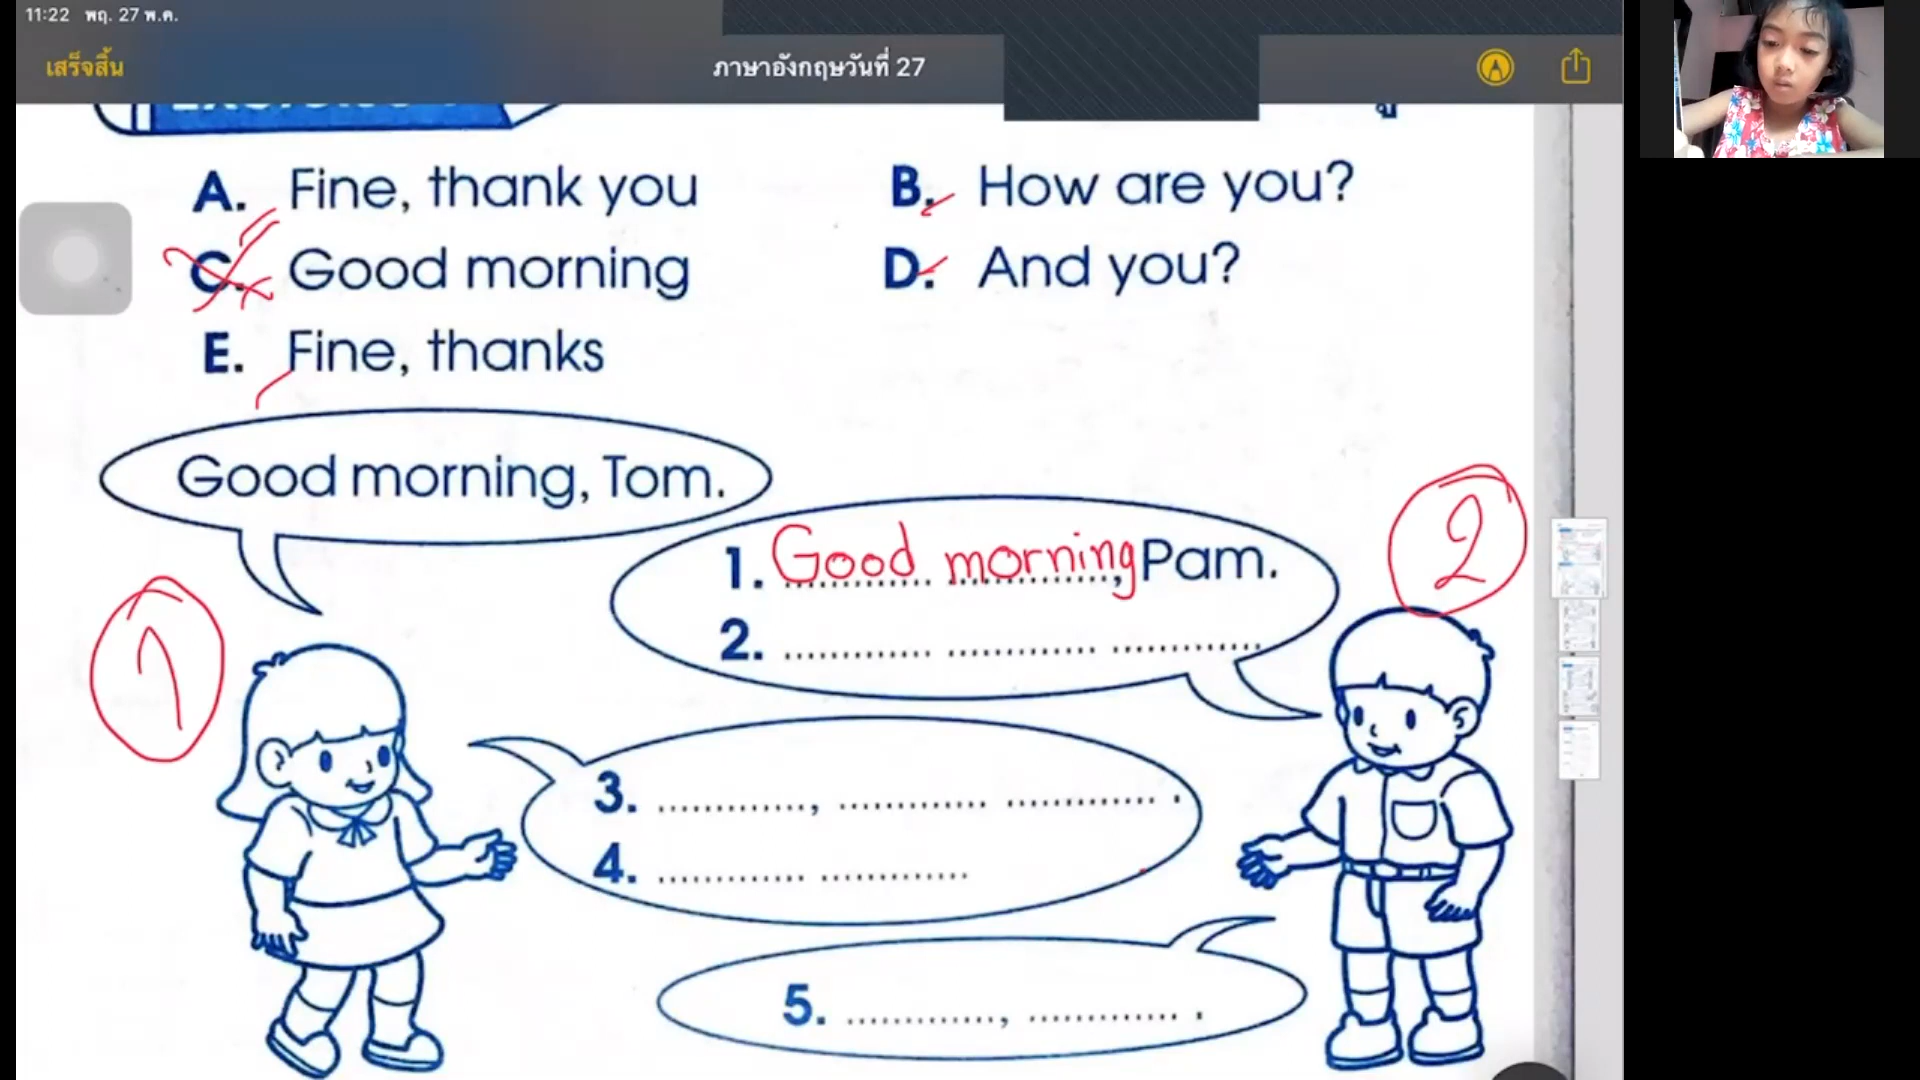 11:22 พฤ. 27 พ.ค.
เสร็จสิ้น
ภาษาอังกฤษวันที่ 27
A. Fine, thank you
B. How are you?
C. Good morning
D. And you?
E. Fine, thanks
Good morning, Tom.
1. Good morning, Pam.
2. ............ ............ ............
1
2
3. ............, ............ ............ .
4. ............ ............
5. ............, ............ .